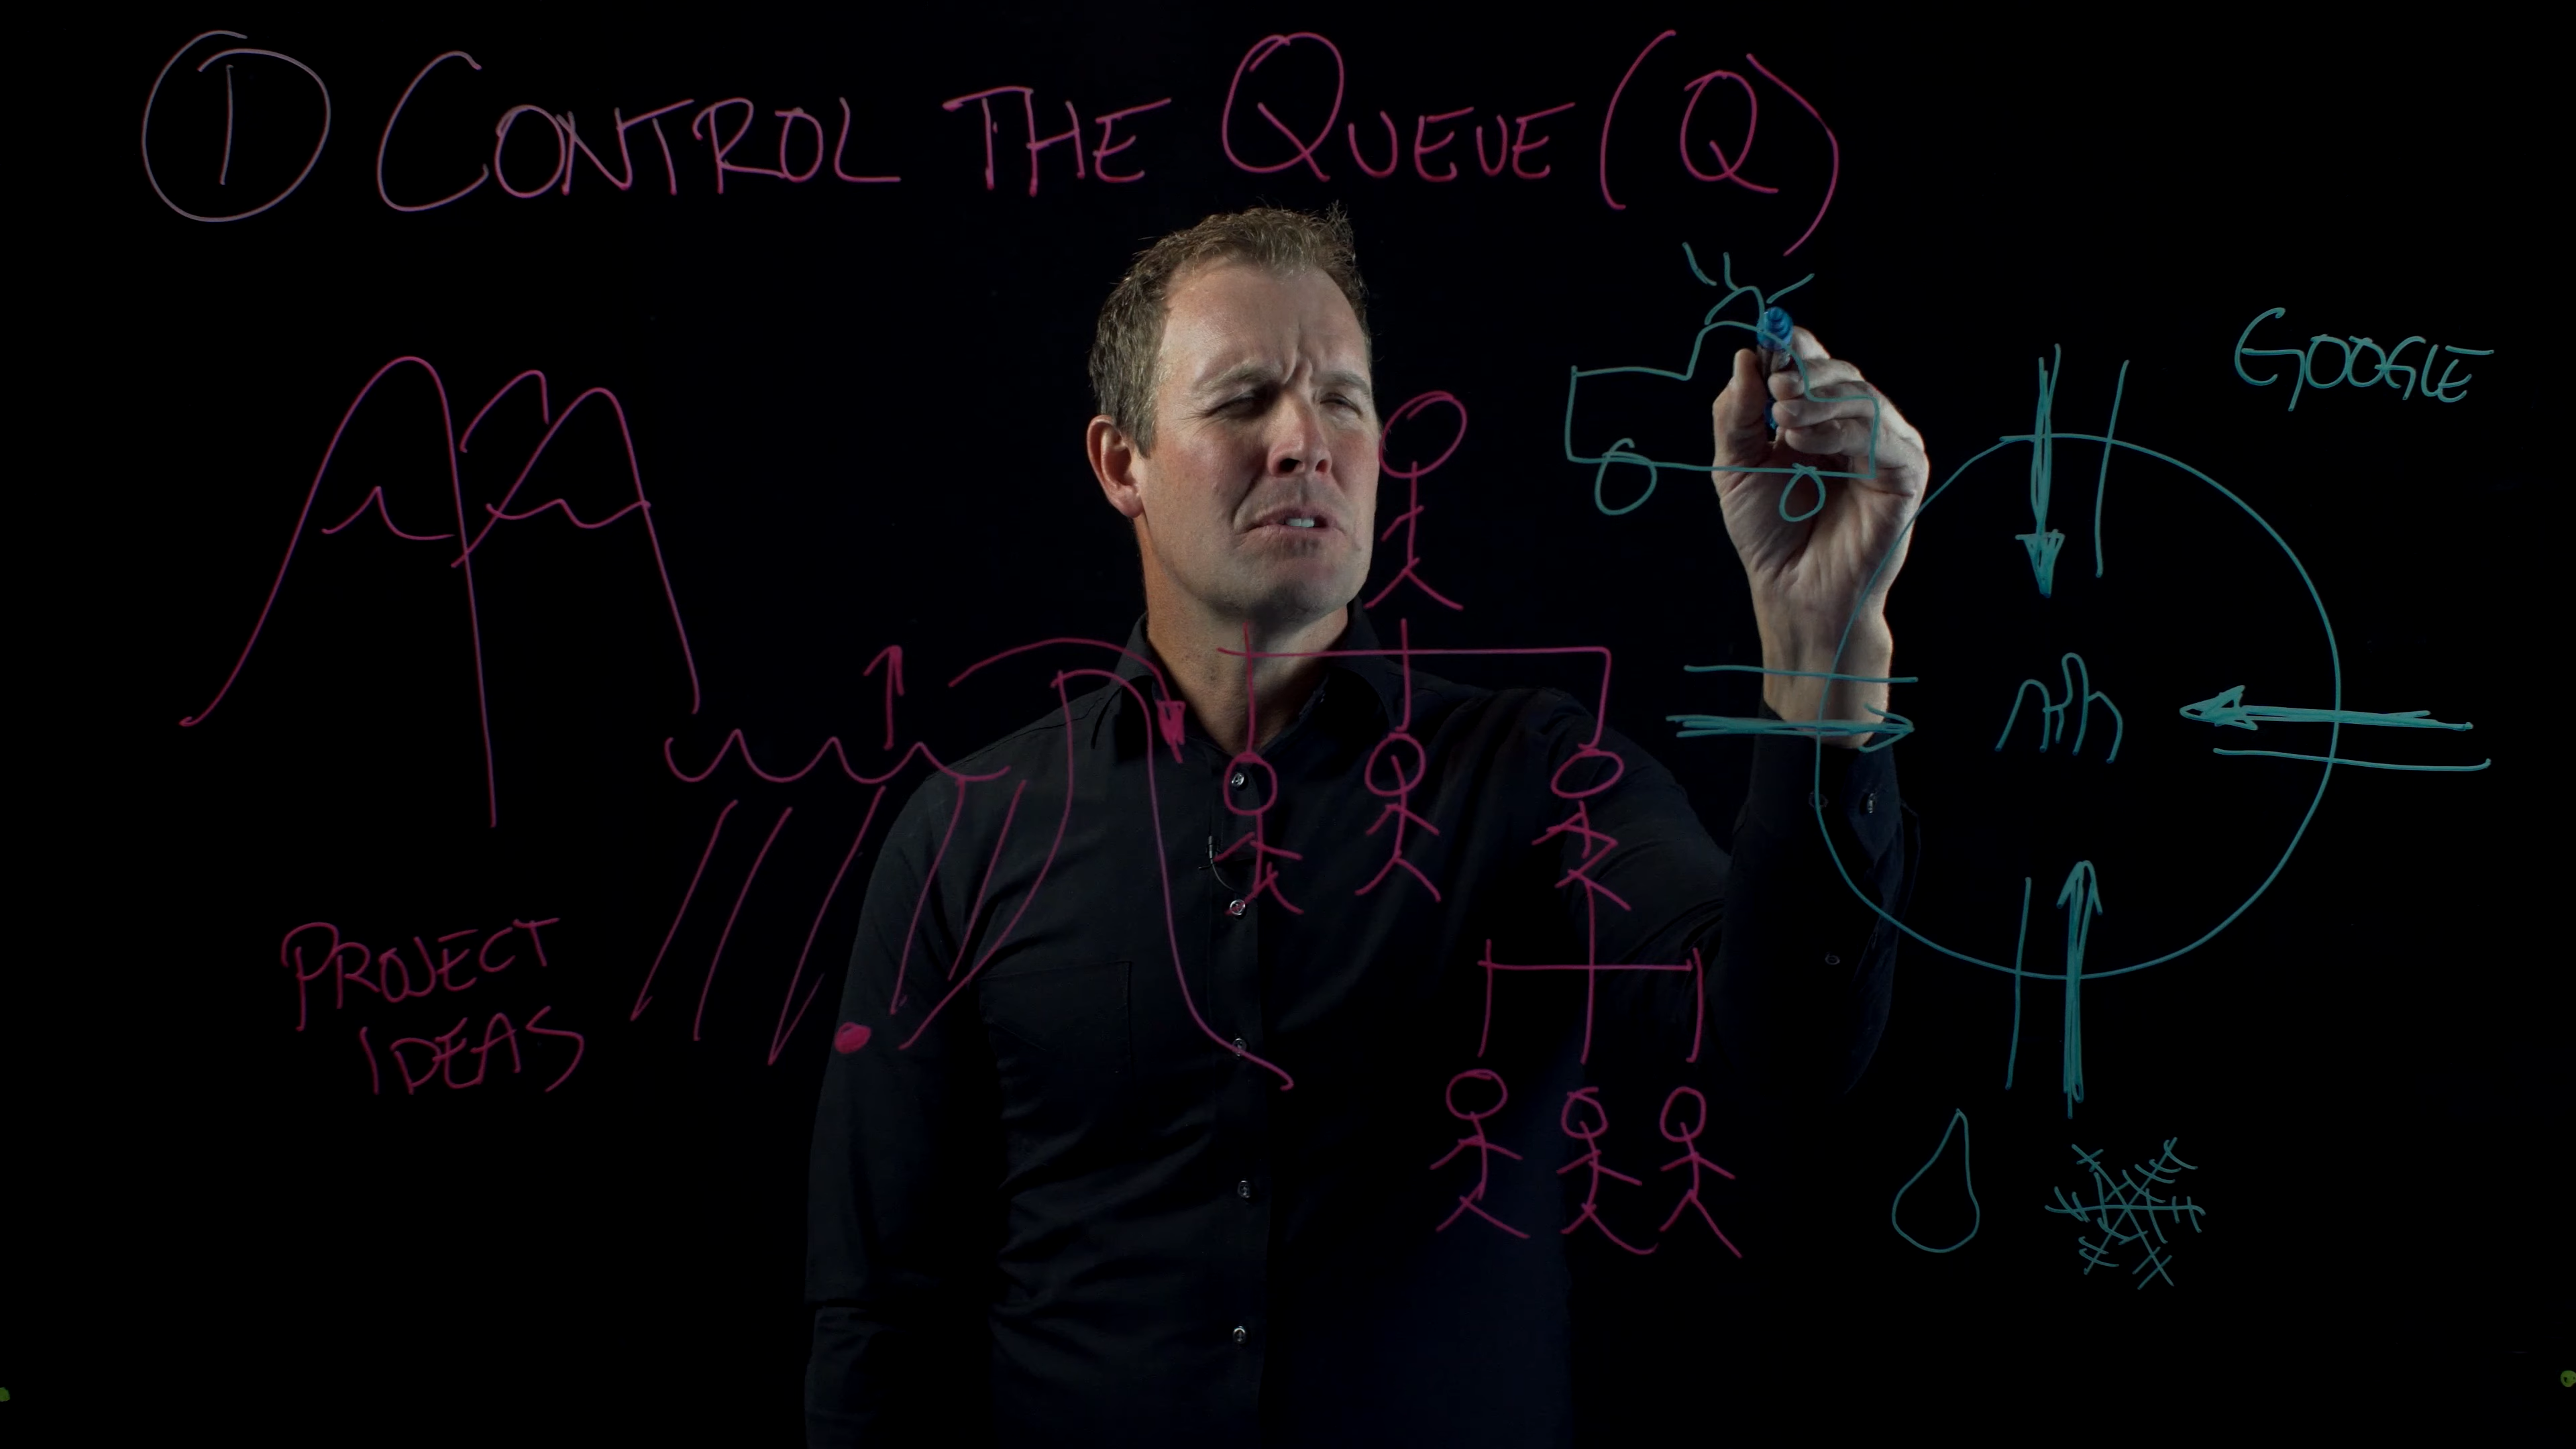 ① CONTROL THE QUEUE (Q)
GOOGLE
PROJECT
IDEAS